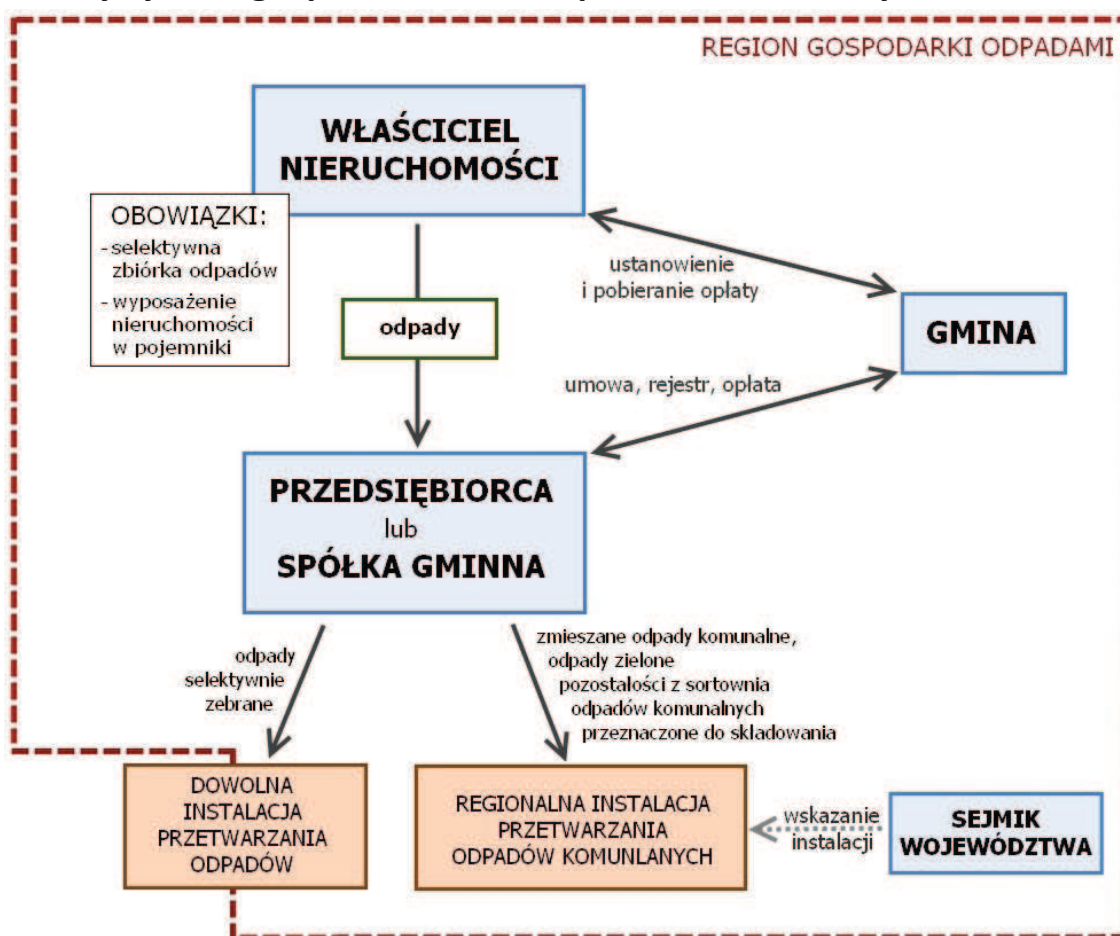 REGION GOSPODARKI ODPADAMI
WŁAŚCICIEL
NIERUCHOMOŚCI
OBOWIĄZKI:
- selektywna
zbiórka odpadów
- wyposażenie
nieruchomości
w pojemniki
odpady
ustanowienie
i pobieranie opłaty
GMINA
umowa, rejestr, opłata
PRZEDSIĘBIORCA
lub
SPÓŁKA GMINNA
odpady
selektywnie
zebrane
zmieszane odpady komunalne,
odpady zielone
pozostałości z sortownia
odpadów komunalnych
przeznaczone do składowania
DOWOLNA
INSTALACJA
PRZETWARZANIA
ODPADÓW
REGIONALNA INSTALACJA
PRZETWARZANIA
ODPADÓW KOMUNLANYCH
wskazanie
instalacji
SEJMIK
WOJEWÓDZTWA